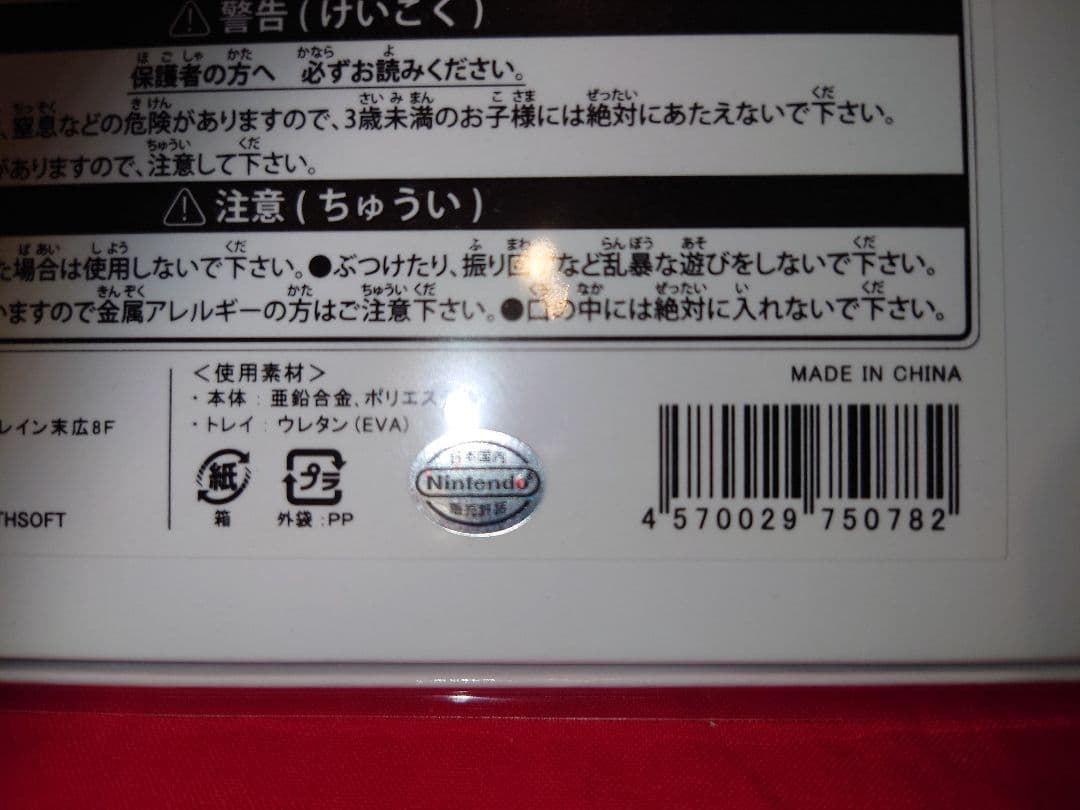 警告(けいこく)
保護者の方へ 必ずお読みください。
窒息などの危険がありますので、3歳未満のお子様には絶対にあたえないで下さい。
がありますので、注意して下さい。
注意(ちゅうい)
た場合は使用しないで下さい。●ぶつけたり、振り回すなど乱暴な遊びをしないで下さい。
いますので金属アレルギーの方はご注意下さい。●口の中には絶対に入れないで下さい。
<使用素材>
・本体:亜鉛合金、ポリエス
・トレイ:ウレタン(EVA)
レイン末広8F
THSOFT
紙
箱
プラ
外袋:PP
日本国内
Nintendo
販売許諾
MADE IN CHINA
4 570029 750782